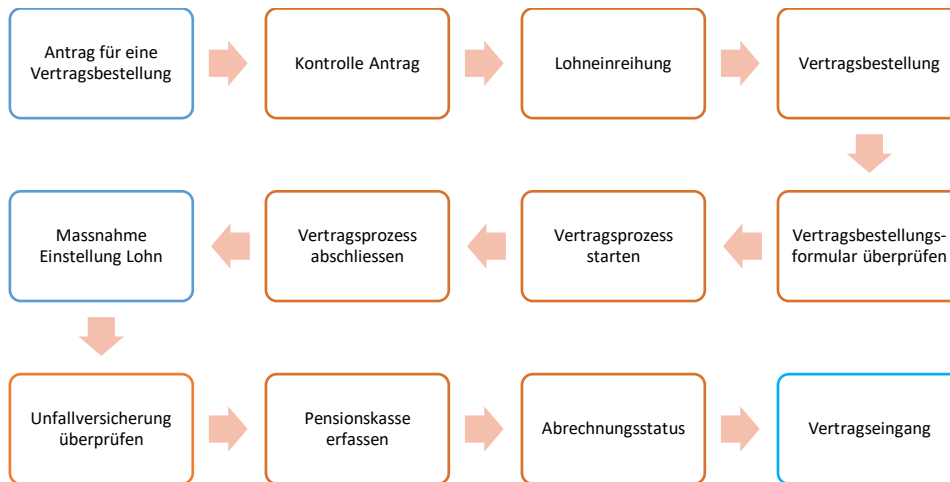 Antrag für eine
Vertragsbestellung
Kontrolle Antrag
Lohneinreihung
Vertragsbestellung
Vertragsbestellungs-
formular überprüfen
Vertragsprozess
starten
Vertragsprozess
abschliessen
Massnahme
Einstellung Lohn
Unfallversicherung
überprüfen
Pensionskasse
erfassen
Abrechnungsstatus
Vertragseingang